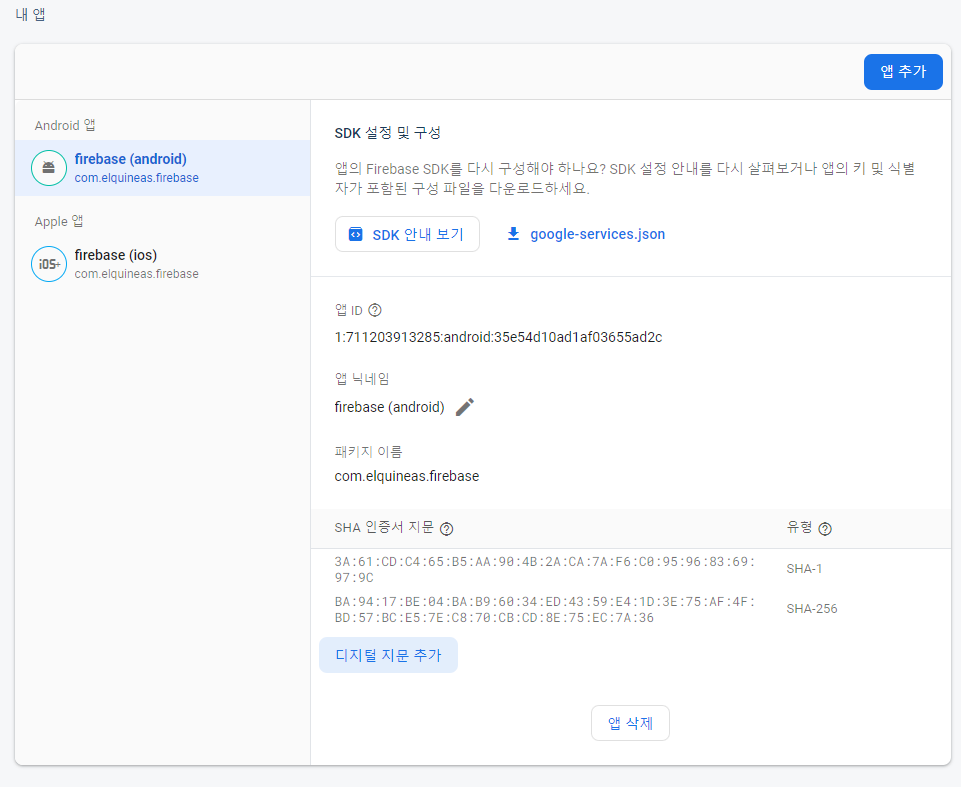 내 앱
앱 추가
Android 앱
firebase (android)
com.elquineas.firebase
Apple 앱
iOS+
firebase (ios)
com.elquineas.firebase
SDK 설정 및 구성
앱의 Firebase SDK를 다시 구성해야 하나요? SDK 설정 안내를 다시 살펴보거나 앱의 키 및 식별
자가 포함된 구성 파일을 다운로드하세요.
SDK 안내 보기
google-services.json
앱 ID
1:711203913285:android:35e54d10ad1af03655ad2c
앱 닉네임
firebase (android)
패키지 이름
com.elquineas.firebase
SHA 인증서 지문
유형
3A:61:CD:C4:65:B5:AA:90:4B:2A:CA:7A:F6:C0:95:96:83:69:
97:9C
SHA-1
BA:94:17:BE:04:BA:B9:60:34:ED:43:59:E4:1D:3E:75:AF:4F:
BD:57:BC:E5:7E:C8:70:CB:CD:8E:75:EC:7A:36
SHA-256
디지털 지문 추가
앱 삭제